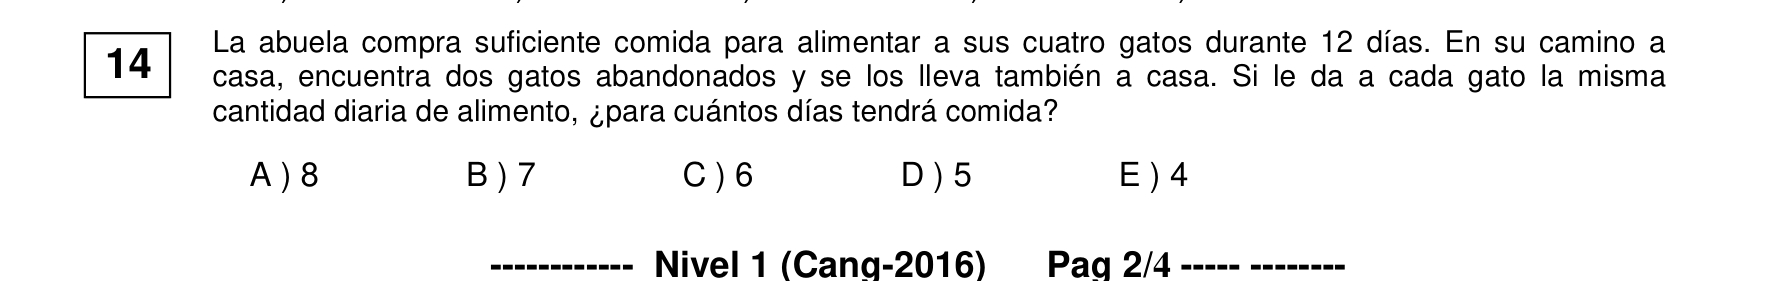 14
La abuela compra suficiente comida para alimentar a sus cuatro gatos durante 12 días. En su camino a
casa, encuentra dos gatos abandonados y se los lleva también a casa. Si le da a cada gato la misma
cantidad diaria de alimento, ¿para cuántos días tendrá comida?
A ) 8 B ) 7 C ) 6 D ) 5 E ) 4
------------ Nivel 1 (Cang-2016) Pag 2/4 ----- --------